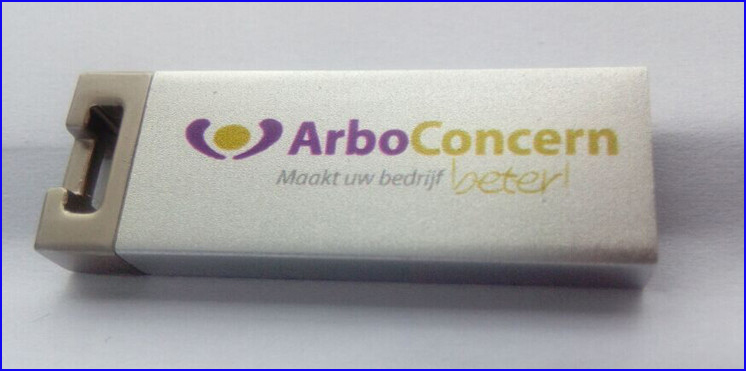 ArboConcern
Maakt uw bedrijf beter!